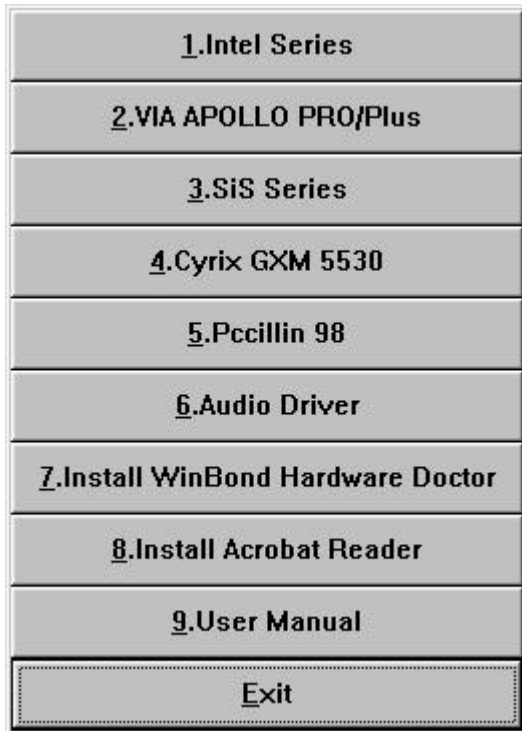 1.Intel Series
2.VIA APOLLO PRO/Plus
3.SiS Series
4.Cyrix GXM 5530
5.Pccillin 98
6.Audio Driver
7.Install WinBond Hardware Doctor
8.Install Acrobat Reader
9.User Manual
Exit